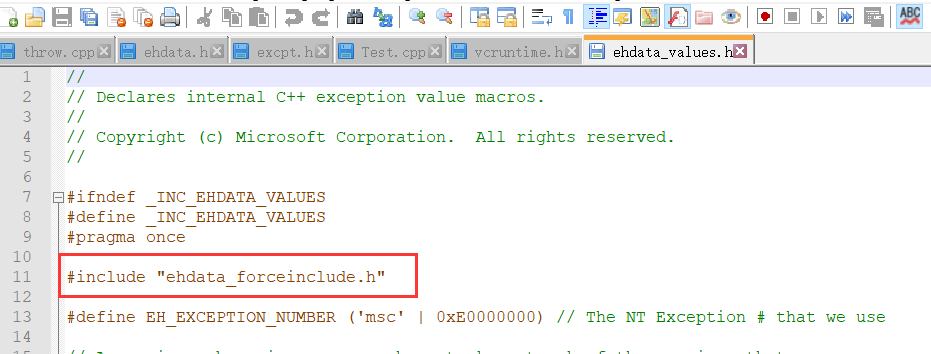 throw.cpp ehdata.h excpt.h Test.cpp vcruntime.h ehdata_values.h
1 //
2 // Declares internal C++ exception value macros.
3 //
4 // Copyright (c) Microsoft Corporation.  All rights reserved.
5 //
6
7 #ifndef _INC_EHDATA_VALUES
8 #define _INC_EHDATA_VALUES
9 #pragma once
10
11 #include "ehdata_forceinclude.h"
12
13 #define EH_EXCEPTION_NUMBER ('msc' | 0xE0000000) // The NT Exception # that we use
14